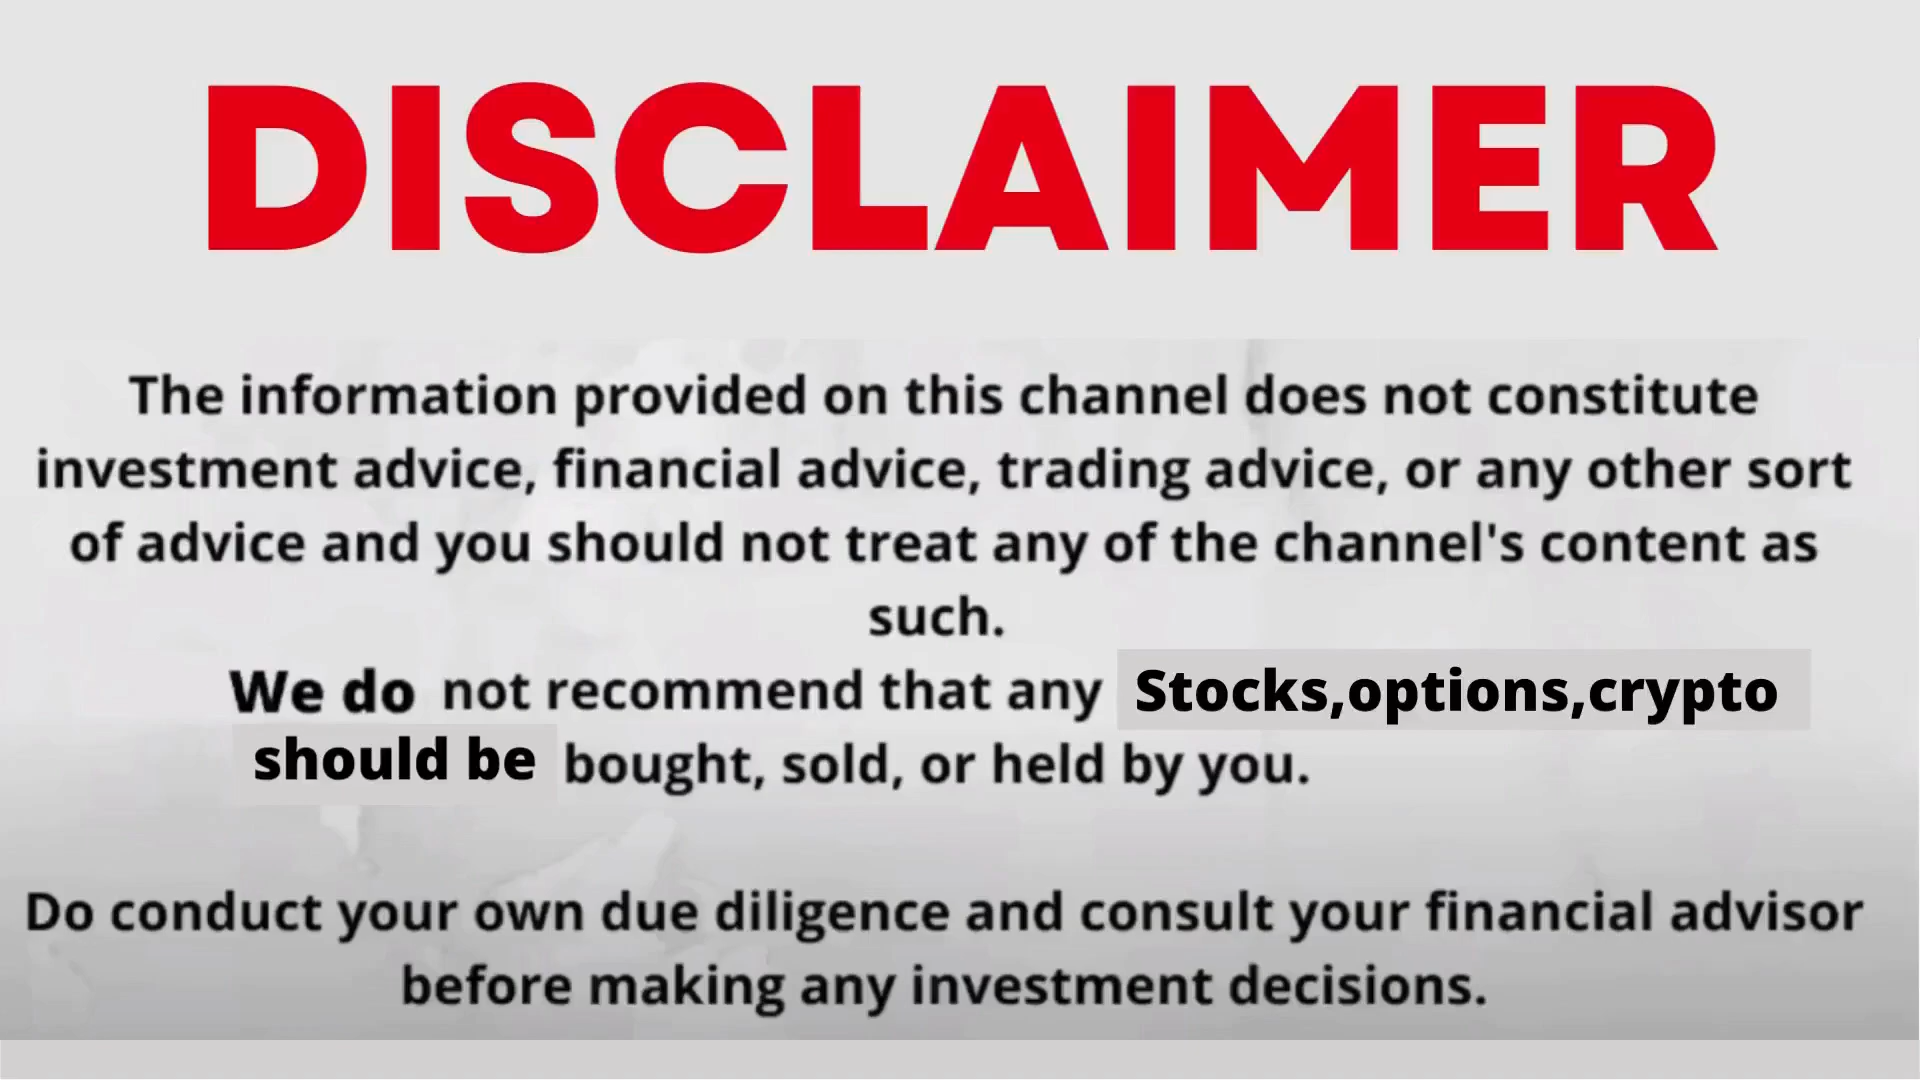 DISCLAIMER
The information provided on this channel does not constitute
investment advice, financial advice, trading advice, or any other sort
of advice and you should not treat any of the channel's content as
such.
We do not recommend that any Stocks,options,crypto
should be bought, sold, or held by you.
Do conduct your own due diligence and consult your financial advisor
before making any investment decisions.